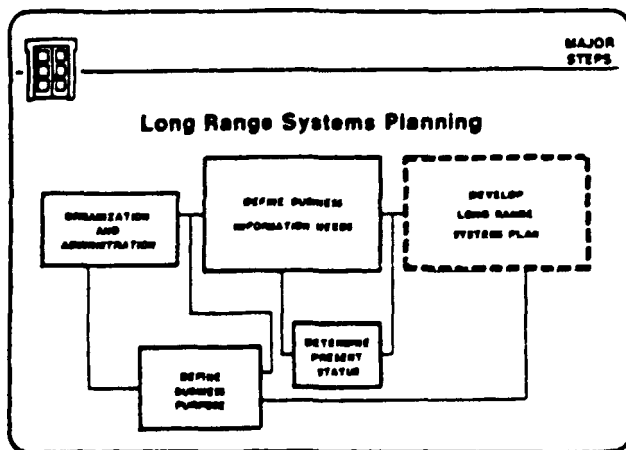 MAJOR
STEPS
Long Range Systems Planning
ORGANIZATION
AND
ADMINISTRATION
DEFINE BUSINESS
INFORMATION NEEDS
DEVELOP
LONG RANGE
SYSTEMS PLAN
DETERMINE
PRESENT
STATUS
DEFINE
BUSINESS
PURPOSE